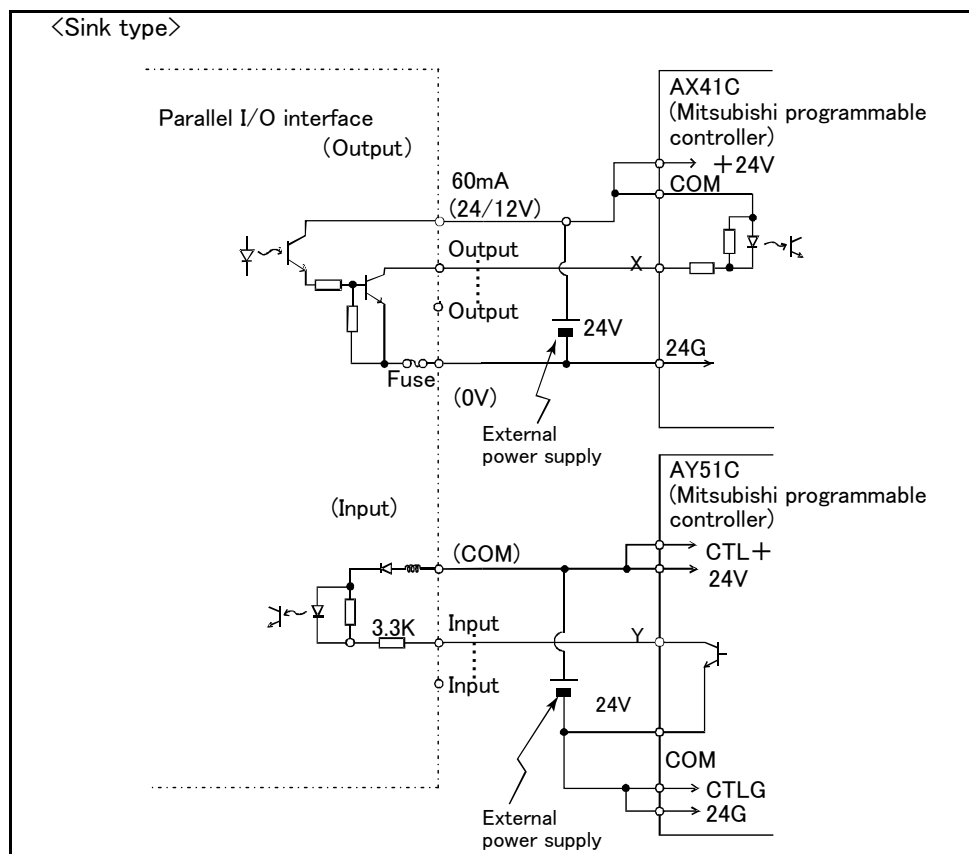 <Sink type>
Parallel I/O interface
(Output)
60mA
(24/12V)
Output
Output
Fuse
(0V)
24V
External
power supply
X
AX41C
(Mitsubishi programmable
controller)
+24V
COM
24G
(Input)
(COM)
3.3K
Input
Input
Y
24V
External
power supply
AY51C
(Mitsubishi programmable
controller)
CTL+
24V
COM
CTLG
24G